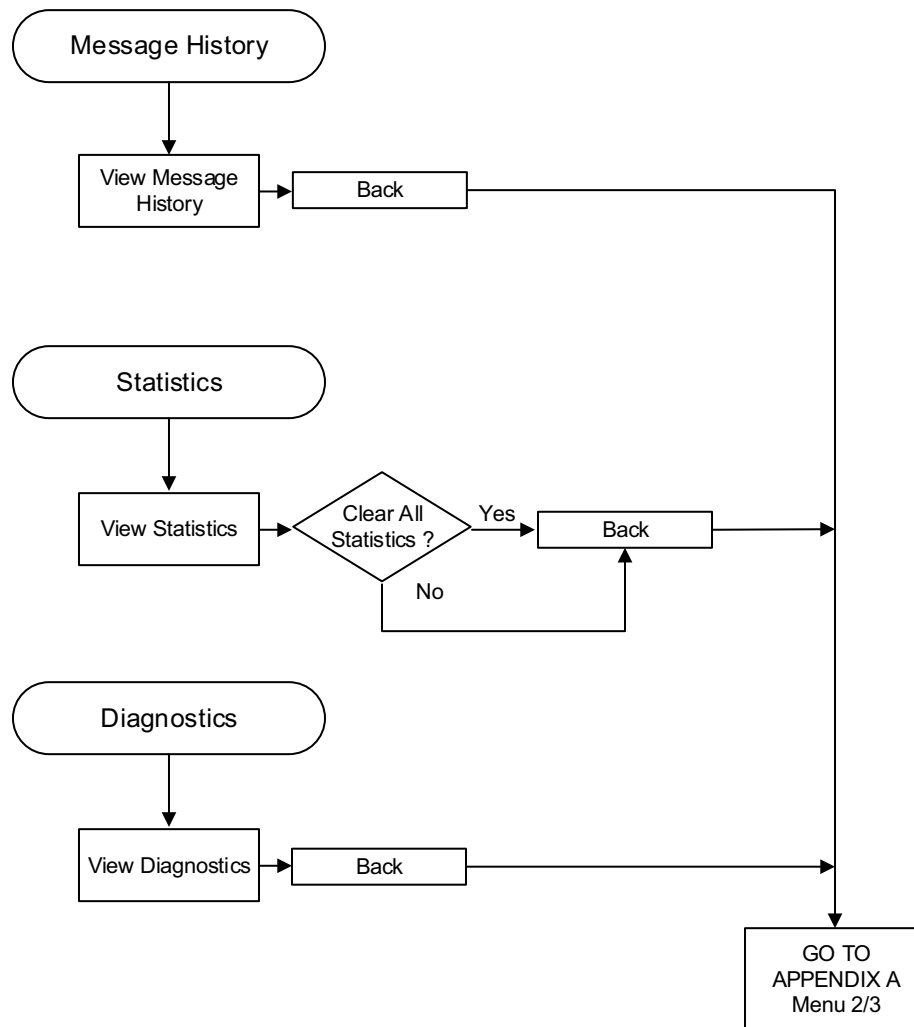 Message History
View Message
History
Back
Statistics
View Statistics
Clear All
Statistics ?
Yes
Back
No
Diagnostics
View Diagnostics
Back
GO TO
APPENDIX A
Menu 2/3